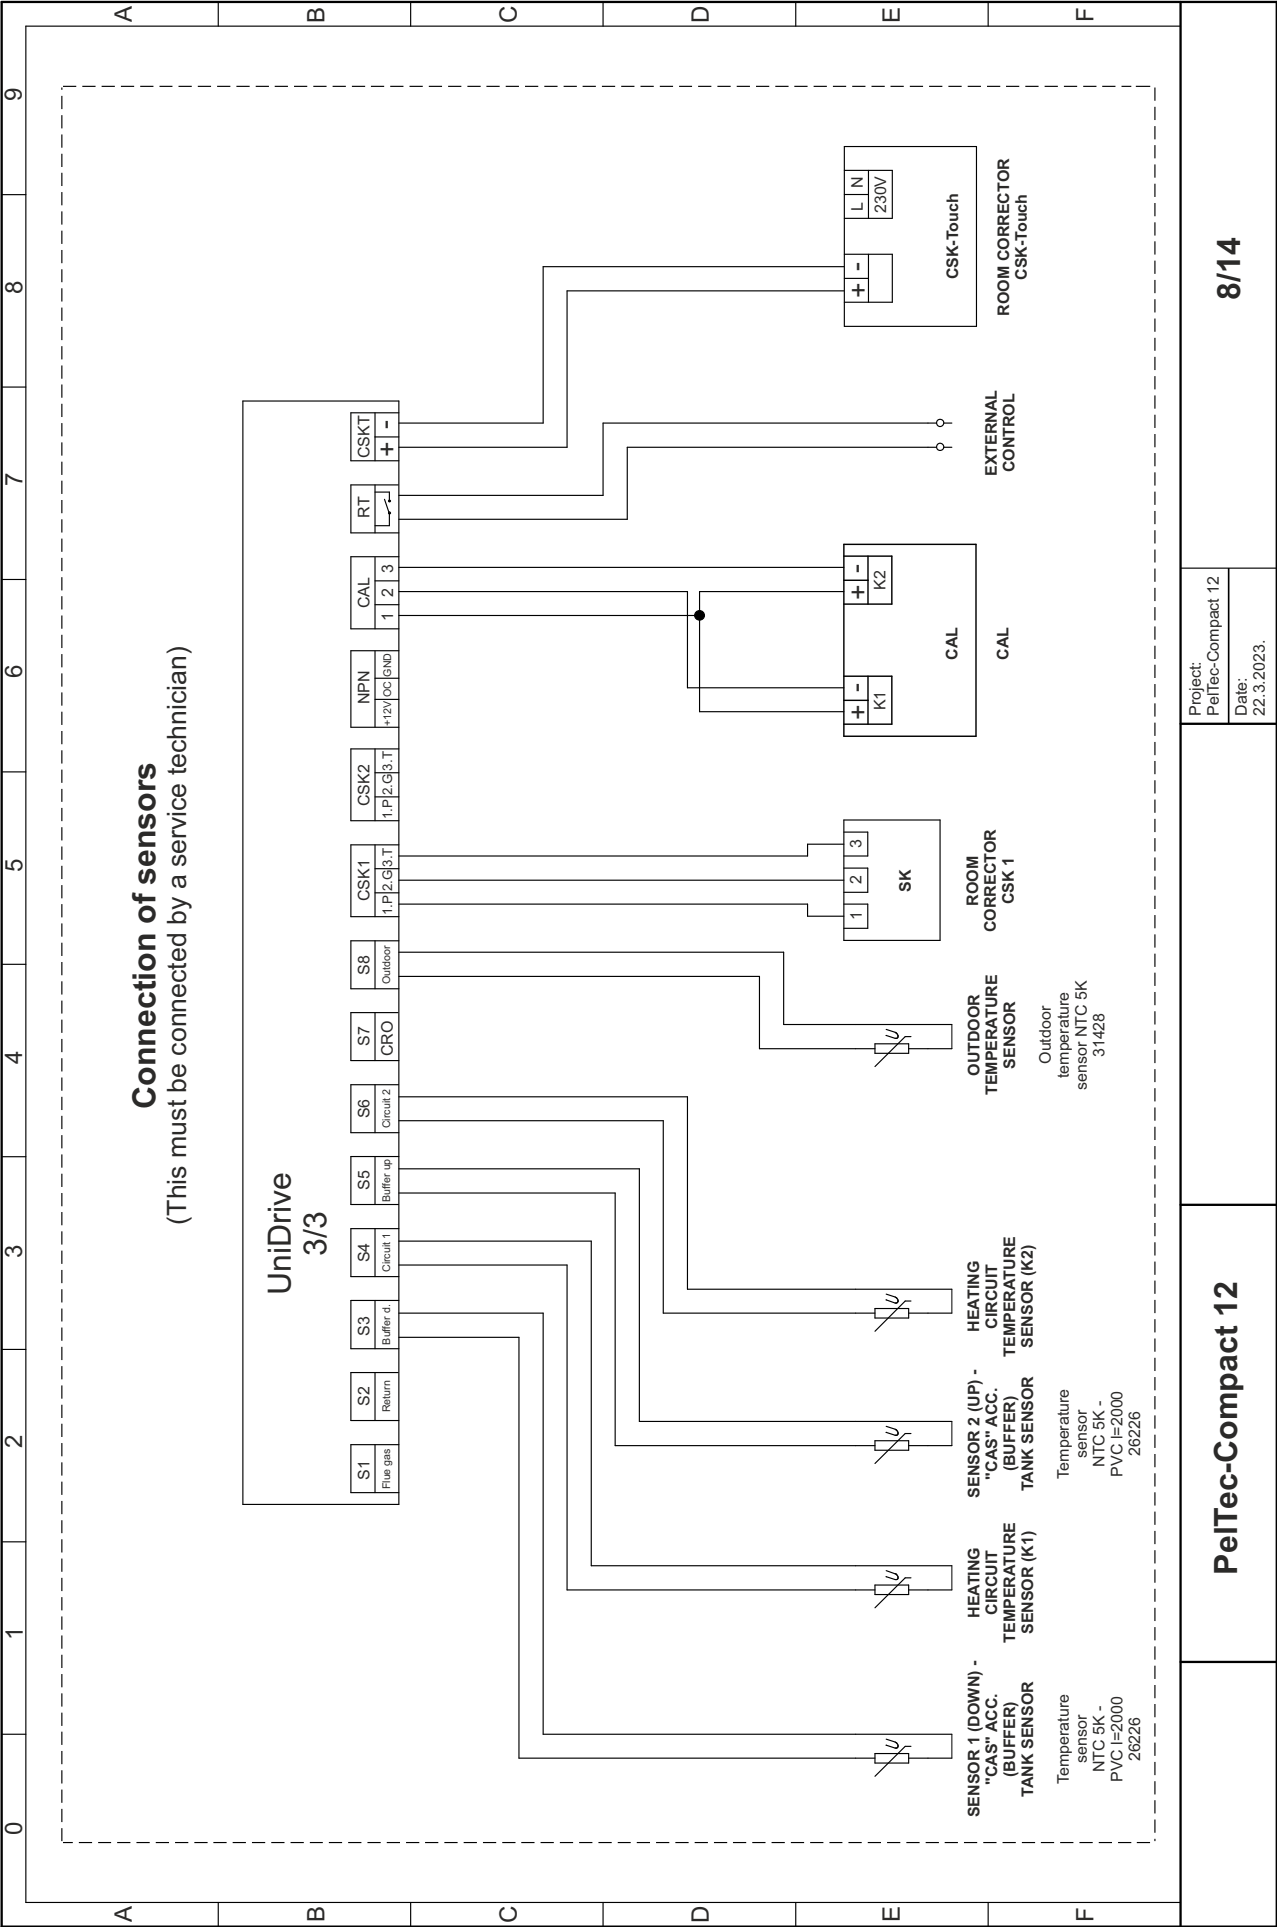 0 1 2 3 4 5 6 7 8 9
A
B
C
D
E
F
A
B
C
D
E
F
Connection of sensors
(This must be connected by a service technician)
UniDrive
3/3
S1
Flue gas
S2
Return
S3
Buffer d.
S4
Circuit 1
S5
Buffer up
S6
Circuit 2
S7
CRO
S8
Outdoor
CSK1
1.P 2.G 3.T
CSK2
1.P 2.G 3.T
NPN
+12V OC GND
CAL
1 2 3
RT
CSKT
+ -
U
U
U
U
U
SENSOR 1 (DOWN) -
"CAS" ACC.
(BUFFER)
TANK SENSOR
Temperature
sensor
NTC 5K -
PVC l=2000
26226
HEATING
CIRCUIT
TEMPERATURE
SENSOR (K1)
SENSOR 2 (UP) -
"CAS" ACC.
(BUFFER)
TANK SENSOR
Temperature
sensor
NTC 5K -
PVC l=2000
26226
HEATING
CIRCUIT
TEMPERATURE
SENSOR (K2)
OUTDOOR
TEMPERATURE
SENSOR
Outdoor
temperature
sensor NTC 5K
31428
1 2 3
SK
ROOM
CORRECTOR
CSK 1
+ -
K1
+ -
K2
CAL
CAL
EXTERNAL
CONTROL
+ -
L N
230V
CSK-Touch
ROOM CORRECTOR
CSK-Touch
PelTec-Compact 12
Project:
PelTec-Compact 12
Date:
22.3.2023.
8/14